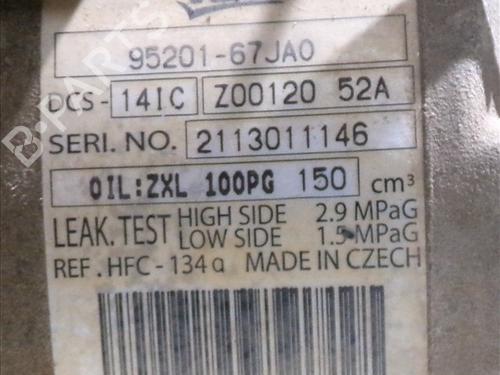 95201-67JA0
DCS - 14IC Z00120 52A
SERI. NO. 2113011146
OIL:ZXL 100PG 150 cm³
LEAK. TEST HIGH SIDE 2.9 MPaG
LOW SIDE 1.5 MPaG
REF. HFC - 134a MADE IN CZECH